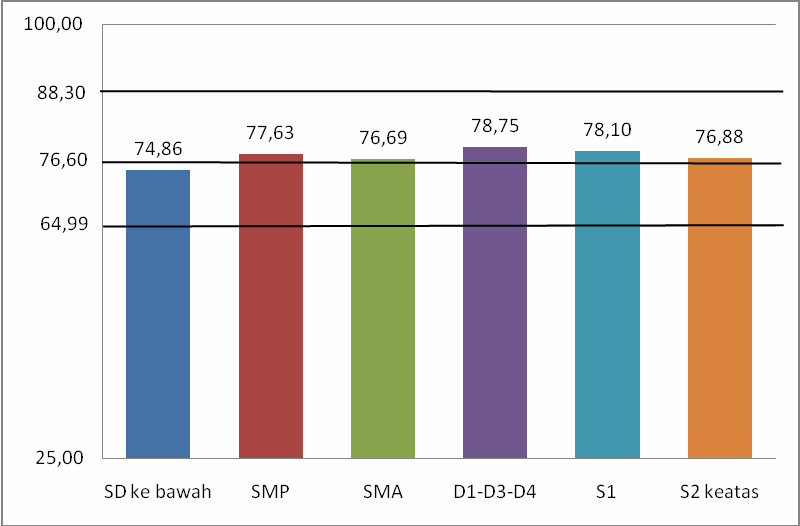 100,00
88,30
76,60
64,99
25,00
74,86
77,63
76,69
78,75
78,10
76,88
SD ke bawah
SMP
SMA
D1-D3-D4
S1
S2 keatas